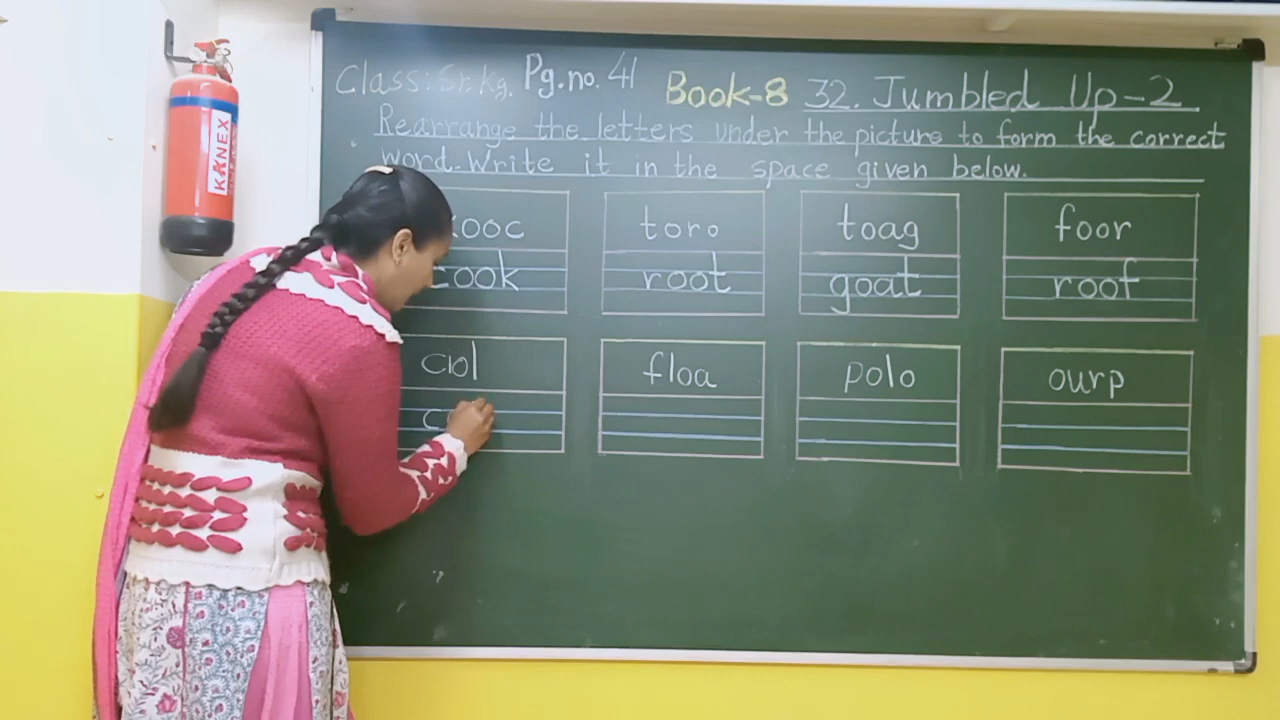 Class: Sr. Kg. Pg.no. 41 Book-8 32. Jumbled Up-2
Rearrange the letters under the picture to form the correct
word. Write it in the space given below.
kooc toro toag foor
cook root goat roof
ciol floa polo ourp
KANEX